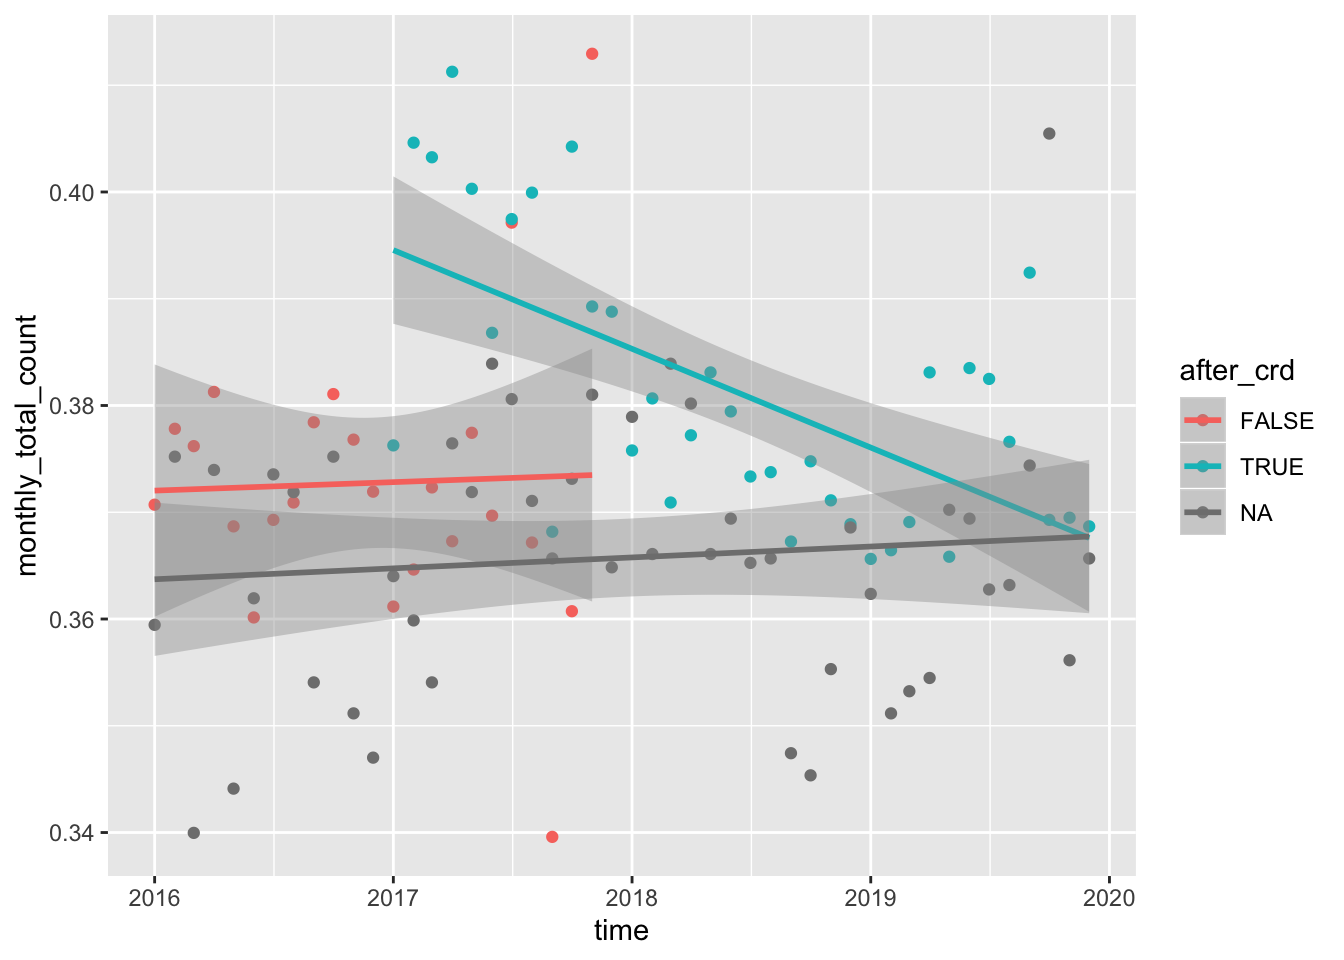 monthly_total_count
0.40
0.38
0.36
0.34
2016 2017 2018 2019 2020
time
after_crd
FALSE
TRUE
NA